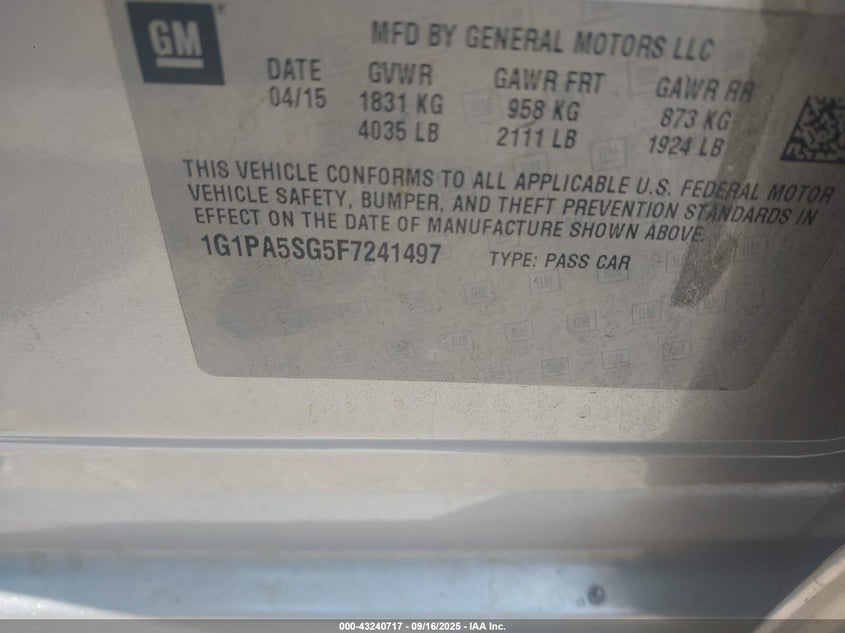 GM
MFD BY GENERAL MOTORS LLC
DATE GVWR GAWR FRT GAWR RR
04/15 1831 KG 958 KG 873 KG
4035 LB 2111 LB 1924 LB
THIS VEHICLE CONFORMS TO ALL APPLICABLE U.S. FEDERAL MOTOR
VEHICLE SAFETY, BUMPER, AND THEFT PREVENTION STANDARDS IN
EFFECT ON THE DATE OF MANUFACTURE SHOWN ABOVE.
1G1PA5SG5F7241497 TYPE: PASS CAR
000-43240717 - 09/16/2025 - IAA Inc.